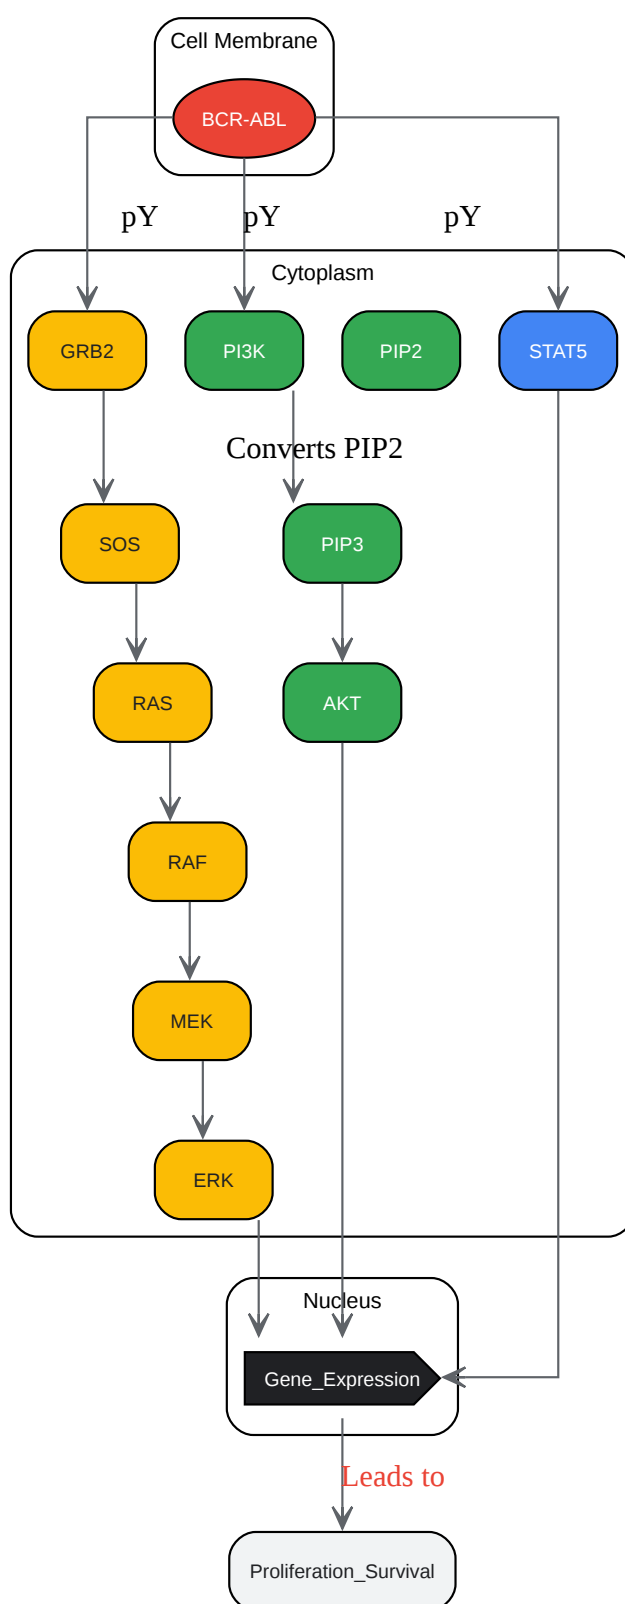 Cell Membrane
BCR-ABL
pY
pY
pY
Cytoplasm
GRB2
PI3K
PIP2
STAT5
Converts PIP2
SOS
PIP3
RAS
AKT
RAF
MEK
ERK
Nucleus
Gene_Expression
Leads to
Proliferation_Survival